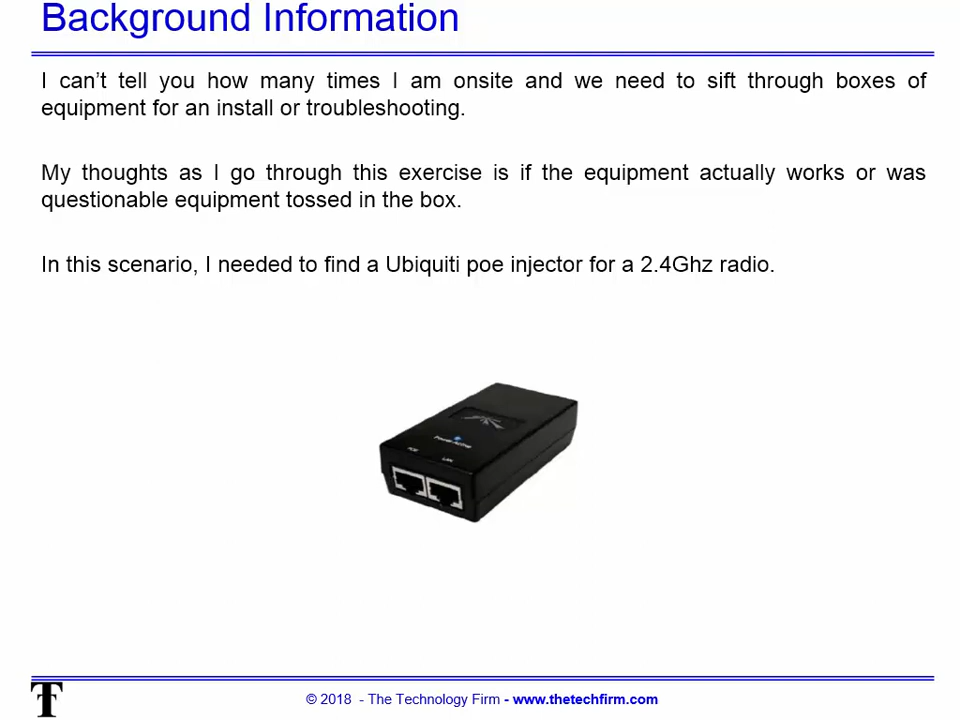 Background Information
I can’t tell you how many times I am onsite and we need to sift through boxes of
equipment for an install or troubleshooting.
My thoughts as I go through this exercise is if the equipment actually works or was
questionable equipment tossed in the box.
In this scenario, I needed to find a Ubiquiti poe injector for a 2.4Ghz radio.
POE LAN
© 2018 - The Technology Firm - www.thetechfirm.com